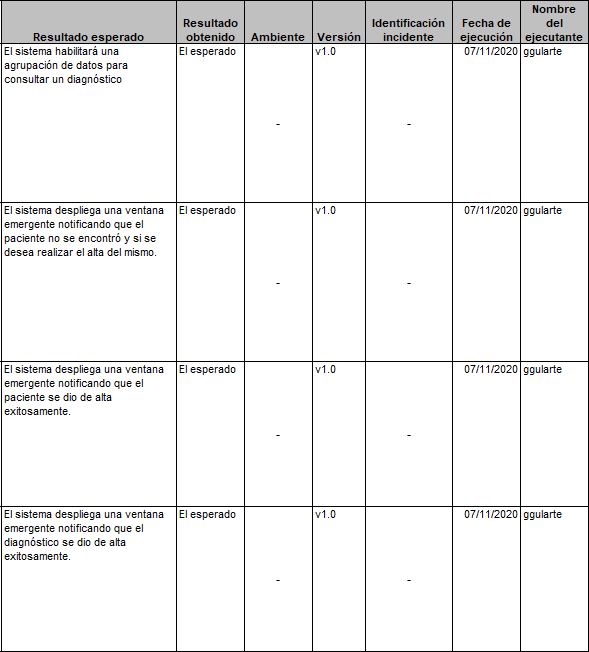 Resultado esperado
Resultado
obtenido
Ambiente
Versión
Identificación
incidente
Fecha de
ejecución
Nombre
del
ejecutante
El sistema habilitará una
agrupación de datos para
consultar un diagnóstico
El esperado
-
v1.0
-
07/11/2020
ggularte
El sistema despliega una ventana
emergente notificando que el
paciente no se encontró y si se
desea realizar el alta del mismo.
El esperado
-
v1.0
-
07/11/2020
ggularte
El sistema despliega una ventana
emergente notificando que el
paciente se dio de alta
exitosamente.
El esperado
-
v1.0
-
07/11/2020
ggularte
El sistema despliega una ventana
emergente notificando que el
diagnóstico se dio de alta
exitosamente.
El esperado
-
v1.0
-
07/11/2020
ggularte